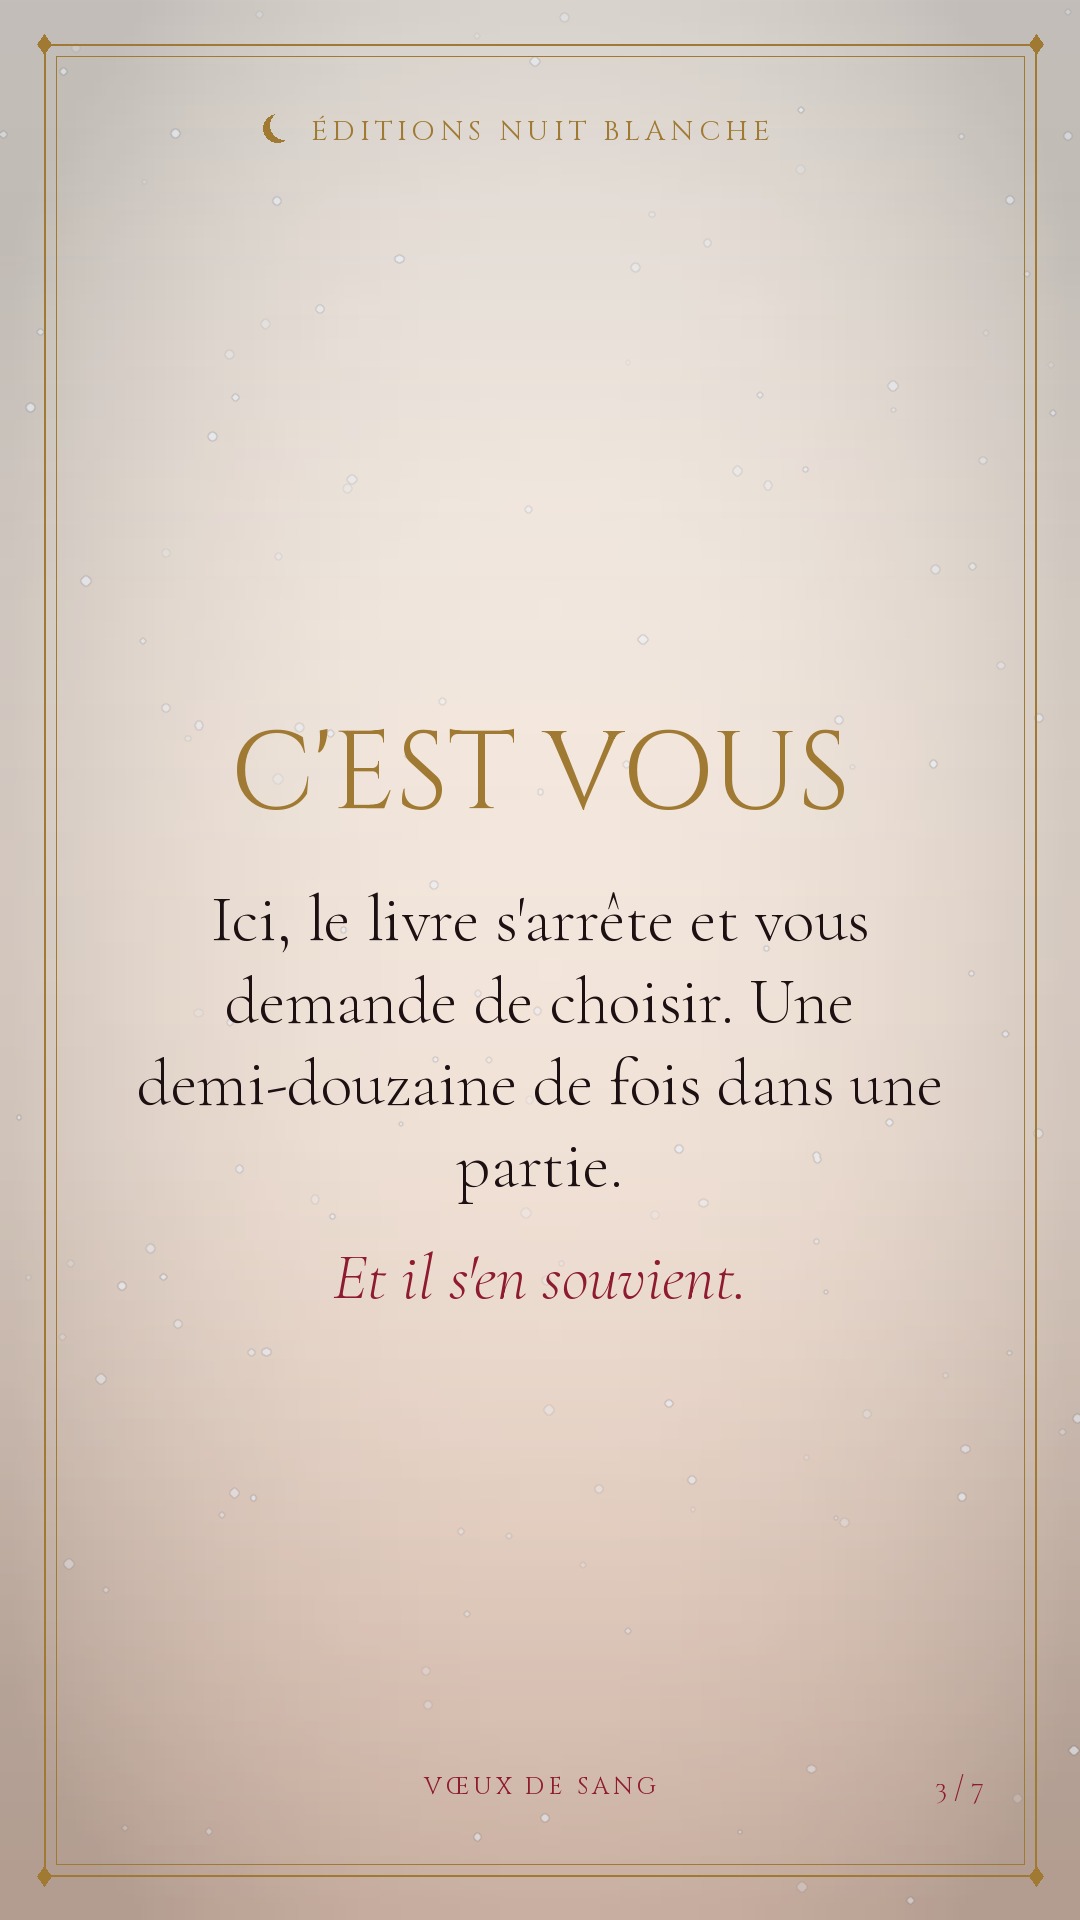 ÉDITIONS NUIT BLANCHE
C'EST VOUS
Ici, le livre s'arrête et vous
demande de choisir. Une
demi-douzaine de fois dans une
partie.
Et il s'en souvient.
VŒUX DE SANG
3/7